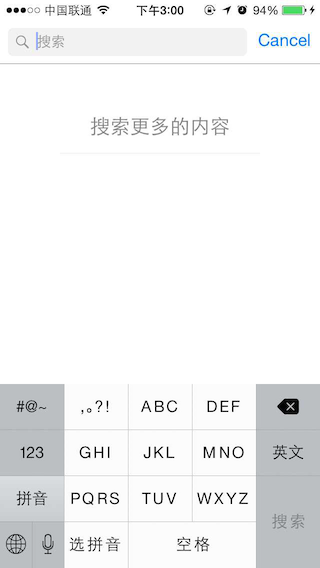 中国联通 下午3:00 94%
搜索 Cancel
搜索更多的内容
#@~ ,。?! ABC DEF
123 GHI JKL MNO 英文
拼音 PQRS TUV WXYZ 搜索
选拼音 空格